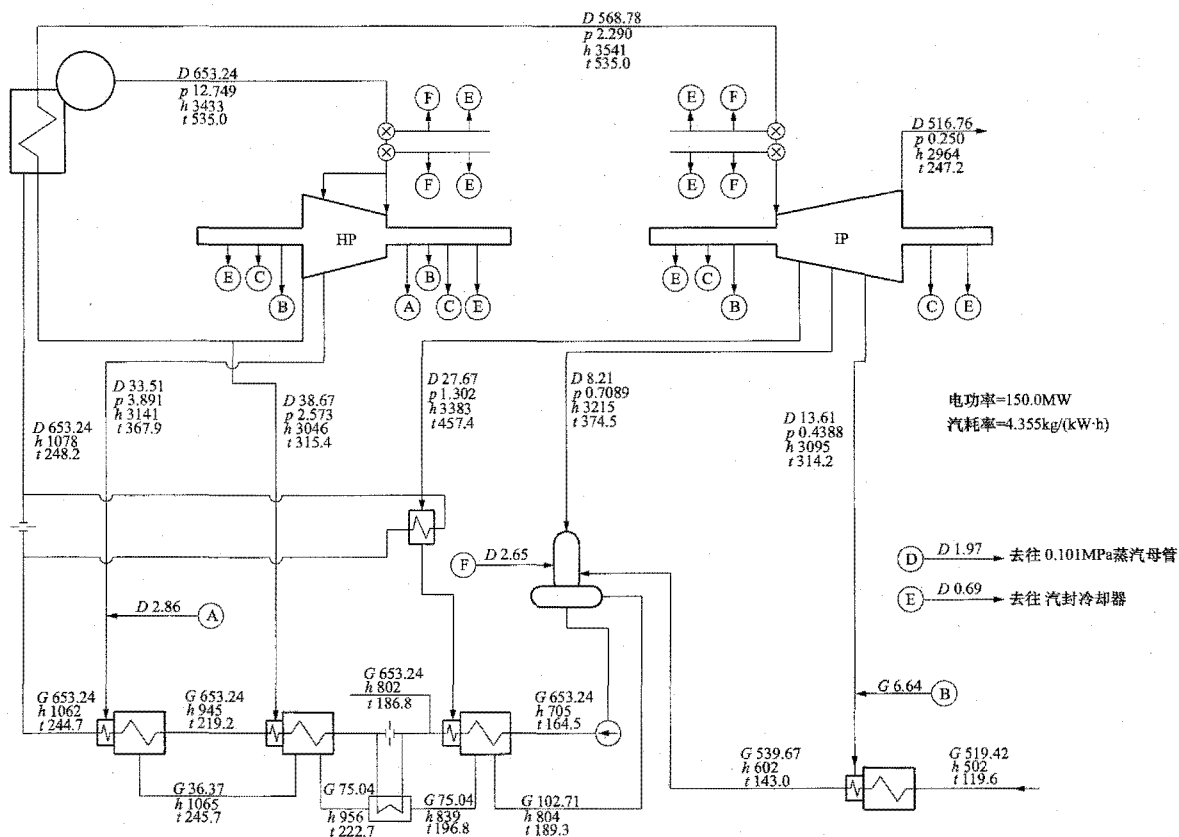 D 568.78
p 2.290
h 3541
t 535.0
D 653.24
p 12.749
h 3433
t 535.0
F
E
E
F
D 516.76
p 0.250
h 2964
t 247.2
F
E
E
F
HP
IP
E
C
B
A
B
C
E
E
C
B
C
E
D 33.51
p 3.891
h 3141
t 367.9
D 38.67
p 2.573
h 3046
t 315.4
D 27.67
p 1.302
h 3383
t 457.4
D 8.21
p 0.7089
h 3215
t 374.5
D 13.61
p 0.4388
h 3095
t 314.2
电功率=150.0MW
汽耗率=4.355kg/(kW·h)
D 653.24
h 1078
t 248.2
F
D 2.65
D
D 1.97
去往 0.101MPa蒸汽母管
E
D 0.69
去往 汽封冷却器
D 2.86
A
G 6.64
B
G 653.24
h 1062
t 244.7
G 653.24
h 945
t 219.2
G 653.24
h 802
t 186.8
G 653.24
h 705
t 164.5
G 539.67
h 602
t 143.0
G 519.42
h 502
t 119.6
G 36.37
h 1065
t 245.7
G 75.04
h 956
t 222.7
G 75.04
h 839
t 196.8
G 102.71
h 804
t 189.3